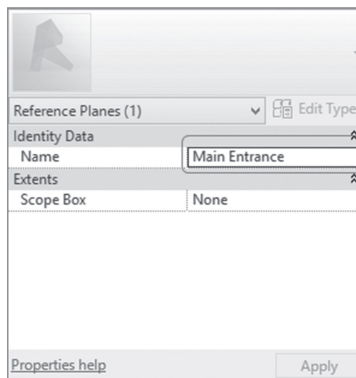 Reference Planes (1)
Edit Type
Identity Data
Name Main Entrance
Extents
Scope Box None
Properties help
Apply